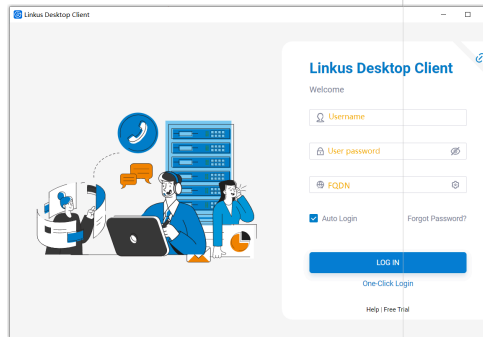 Linkus Desktop Client
Linkus Desktop Client
Welcome
Username
User password
FQDN
Auto Login Forgot Password?
LOG IN
One-Click Login
Help | Free Trial